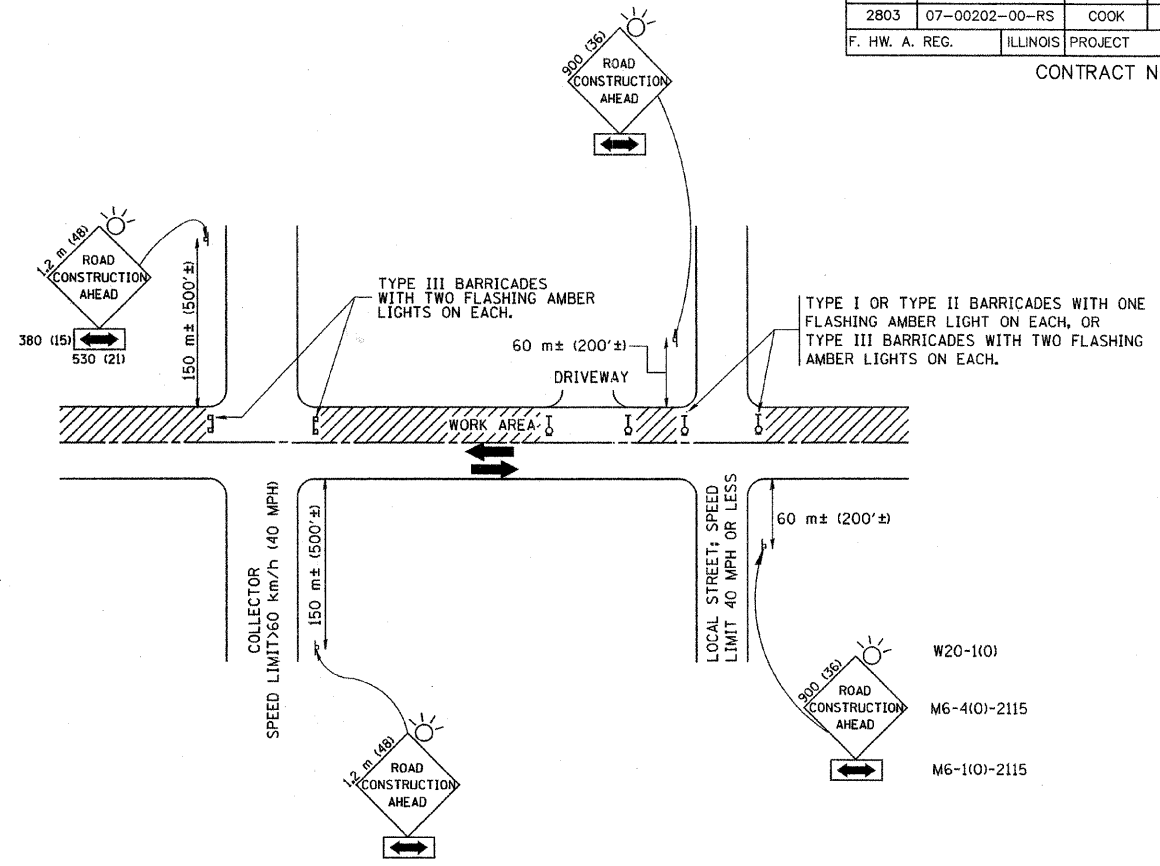 2803 07-00202-00-RS COOK
F. HW. A. REG. ILLINOIS PROJECT
CONTRACT N
900 (36)
ROAD
CONSTRUCTION
AHEAD
1.2 m (48)
ROAD
CONSTRUCTION
AHEAD
380 (15)
530 (21)
150 m± (500'±)
TYPE III BARRICADES
WITH TWO FLASHING AMBER
LIGHTS ON EACH.
60 m± (200'±)
DRIVEWAY
TYPE I OR TYPE II BARRICADES WITH ONE
FLASHING AMBER LIGHT ON EACH, OR
TYPE III BARRICADES WITH TWO FLASHING
AMBER LIGHTS ON EACH.
WORK AREA
COLLECTOR
SPEED LIMIT>60 km/h (40 MPH)
150 m± (500'±)
LOCAL STREET; SPEED
LIMIT 40 MPH OR LESS
60 m± (200'±)
1.2 m (48)
ROAD
CONSTRUCTION
AHEAD
900 (36)
ROAD
CONSTRUCTION
AHEAD
W20-1(O)
M6-4(O)-2115
M6-1(O)-2115